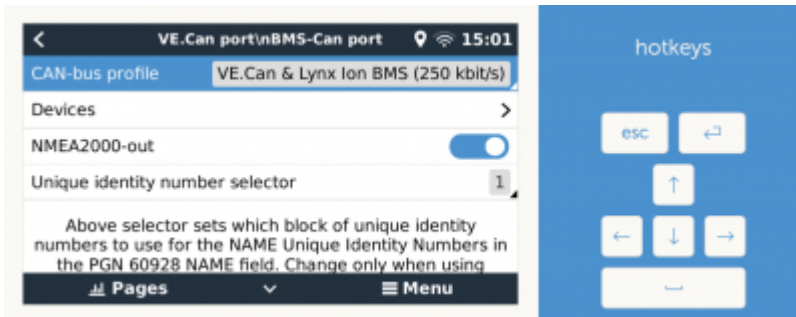 VE.Can port\nBMS-Can port 15:01
CAN-bus profile VE.Can & Lynx Ion BMS (250 kbit/s)
Devices
NMEA2000-out
Unique identity number selector 1
Above selector sets which block of unique identity
numbers to use for the NAME Unique Identity Numbers in
the PGN 60928 NAME field. Change only when using
Pages Menu
hotkeys
esc